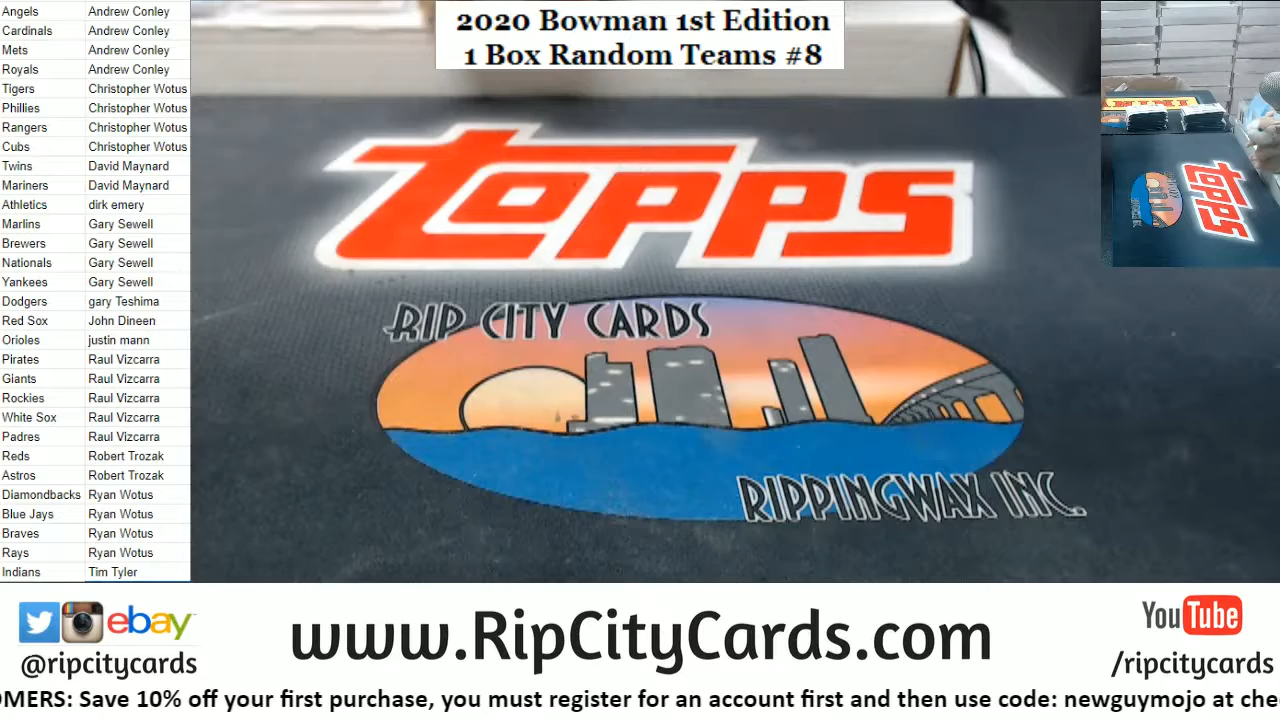 2020 Bowman 1st Edition
1 Box Random Teams #8
Angels Andrew Conley
Cardinals Andrew Conley
Mets Andrew Conley
Royals Andrew Conley
Tigers Christopher Wotus
Phillies Christopher Wotus
Rangers Christopher Wotus
Cubs Christopher Wotus
Twins David Maynard
Mariners David Maynard
Athletics dirk emery
Marlins Gary Sewell
Brewers Gary Sewell
Nationals Gary Sewell
Yankees Gary Sewell
Dodgers gary Teshima
Red Sox John Dineen
Orioles justin mann
Pirates Raul Vizcarra
Giants Raul Vizcarra
Rockies Raul Vizcarra
White Sox Raul Vizcarra
Padres Raul Vizcarra
Reds Robert Trozak
Astros Robert Trozak
Diamondbacks Ryan Wotus
Blue Jays Ryan Wotus
Braves Ryan Wotus
Rays Ryan Wotus
Indians Tim Tyler
topps
RIP CITY CARDS
RIPPINGWAX INC.
PANINI
topps
ebay
@ripcitycards
www.RipCityCards.com
YouTube
/ripcitycards
OMERS: Save 10% off your first purchase, you must register for an account first and then use code: newguymojo at che